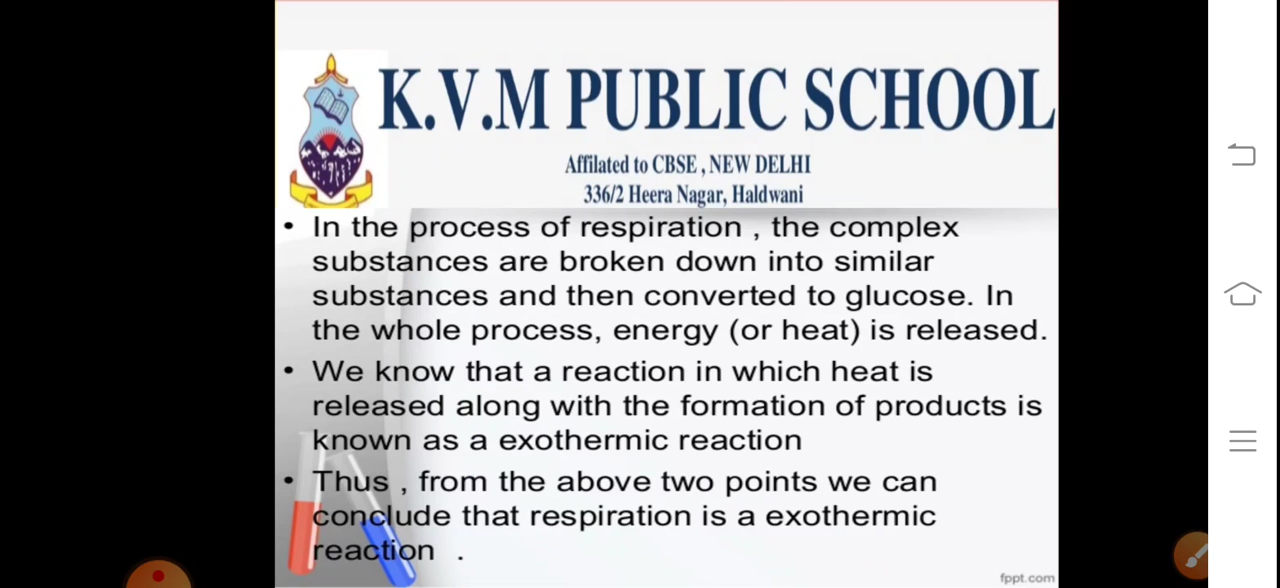 K.V.M PUBLIC SCHOOL
Affilated to CBSE , NEW DELHI
336/2 Heera Nagar, Haldwani
• In the process of respiration , the complex
substances are broken down into similar
substances and then converted to glucose. In
the whole process, energy (or heat) is released.
• We know that a reaction in which heat is
released along with the formation of products is
known as a exothermic reaction
• Thus , from the above two points we can
conclude that respiration is a exothermic
reaction .
fppt.com